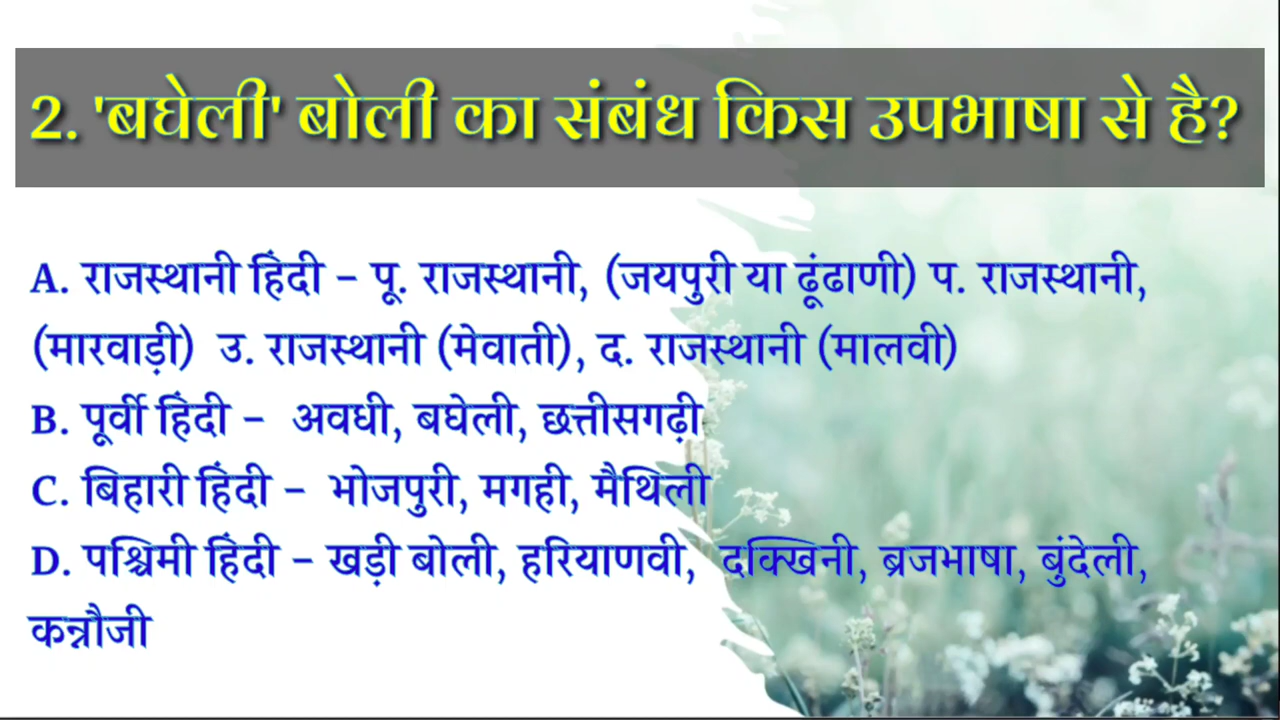 2. 'बघेली' बोली का संबंध किस उपभाषा से है?
A. राजस्थानी हिंदी - पू. राजस्थानी, (जयपुरी या ढूंढाणी) प. राजस्थानी,
(मारवाड़ी) उ. राजस्थानी (मेवाती), द. राजस्थानी (मालवी)
B. पूर्वी हिंदी - अवधी, बघेली, छत्तीसगढ़ी
C. बिहारी हिंदी - भोजपुरी, मगही, मैथिली
D. पश्चिमी हिंदी - खड़ी बोली, हरियाणवी, दक्खिनी, ब्रजभाषा, बुंदेली,
कन्नौजी